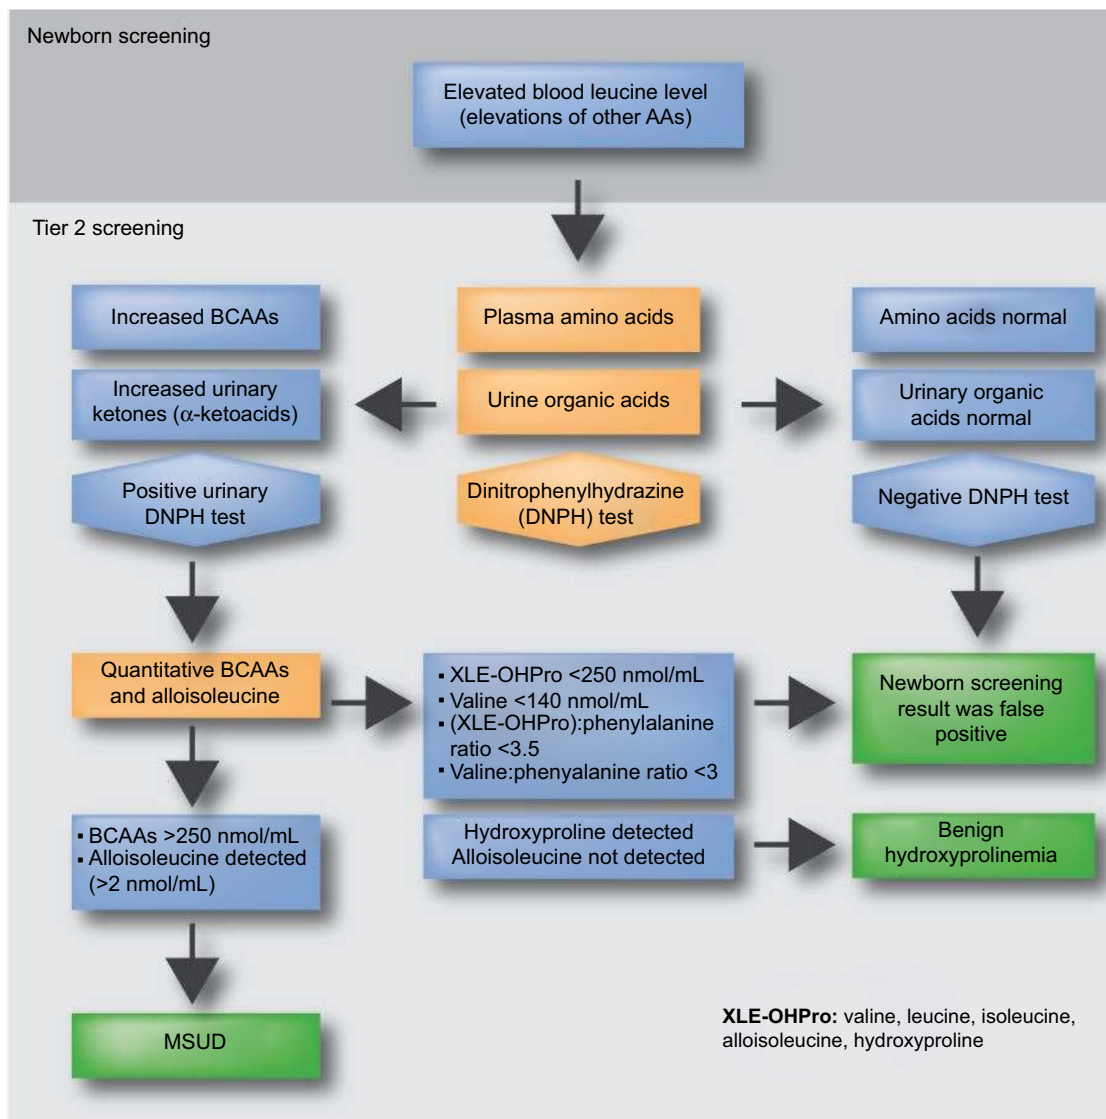 Newborn screening
Elevated blood leucine level
(elevations of other AAs)
Tier 2 screening
Increased BCAAs
Plasma amino acids
Amino acids normal
Increased urinary
ketones (α-ketoacids)
Urine organic acids
Urinary organic
acids normal
Positive urinary
DNPH test
Dinitrophenylhydrazine
(DNPH) test
Negative DNPH test
Quantitative BCAAs
and alloisoleucine
▪ XLE-OHPro <250 nmol/mL
▪ Valine <140 nmol/mL
▪ (XLE-OHPro):phenylalanine
ratio <3.5
▪ Valine:phenyalanine ratio <3
Newborn screening
result was false
positive
▪ BCAAs >250 nmol/mL
▪ Alloisoleucine detected
(>2 nmol/mL)
Hydroxyproline detected
Alloisoleucine not detected
Benign
hydroxyprolinemia
MSUD
XLE-OHPro: valine, leucine, isoleucine,
alloisoleucine, hydroxyproline